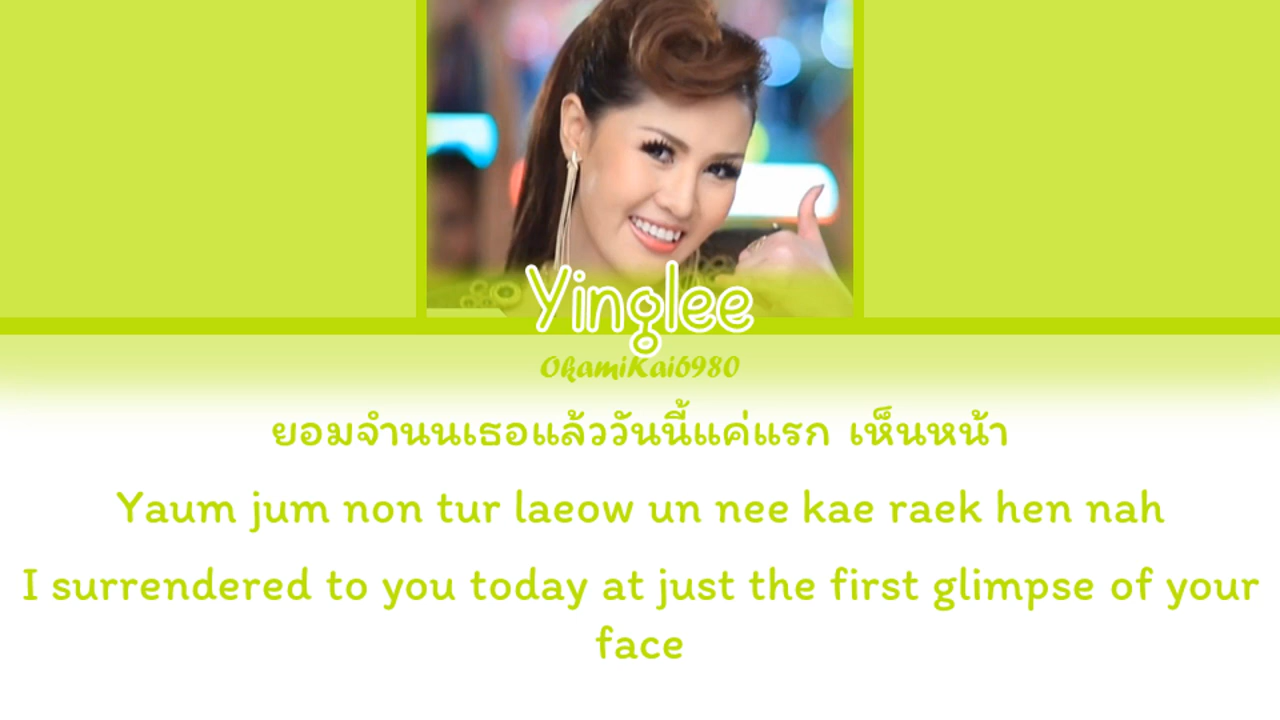 Yinglee
OkamiKai6980
ยอมจำนนเธอแล้ววันนี้แค่แรก เห็นหน้า
Yaum jum non tur laeow un nee kae raek hen nah
I surrendered to you today at just the first glimpse of your
face